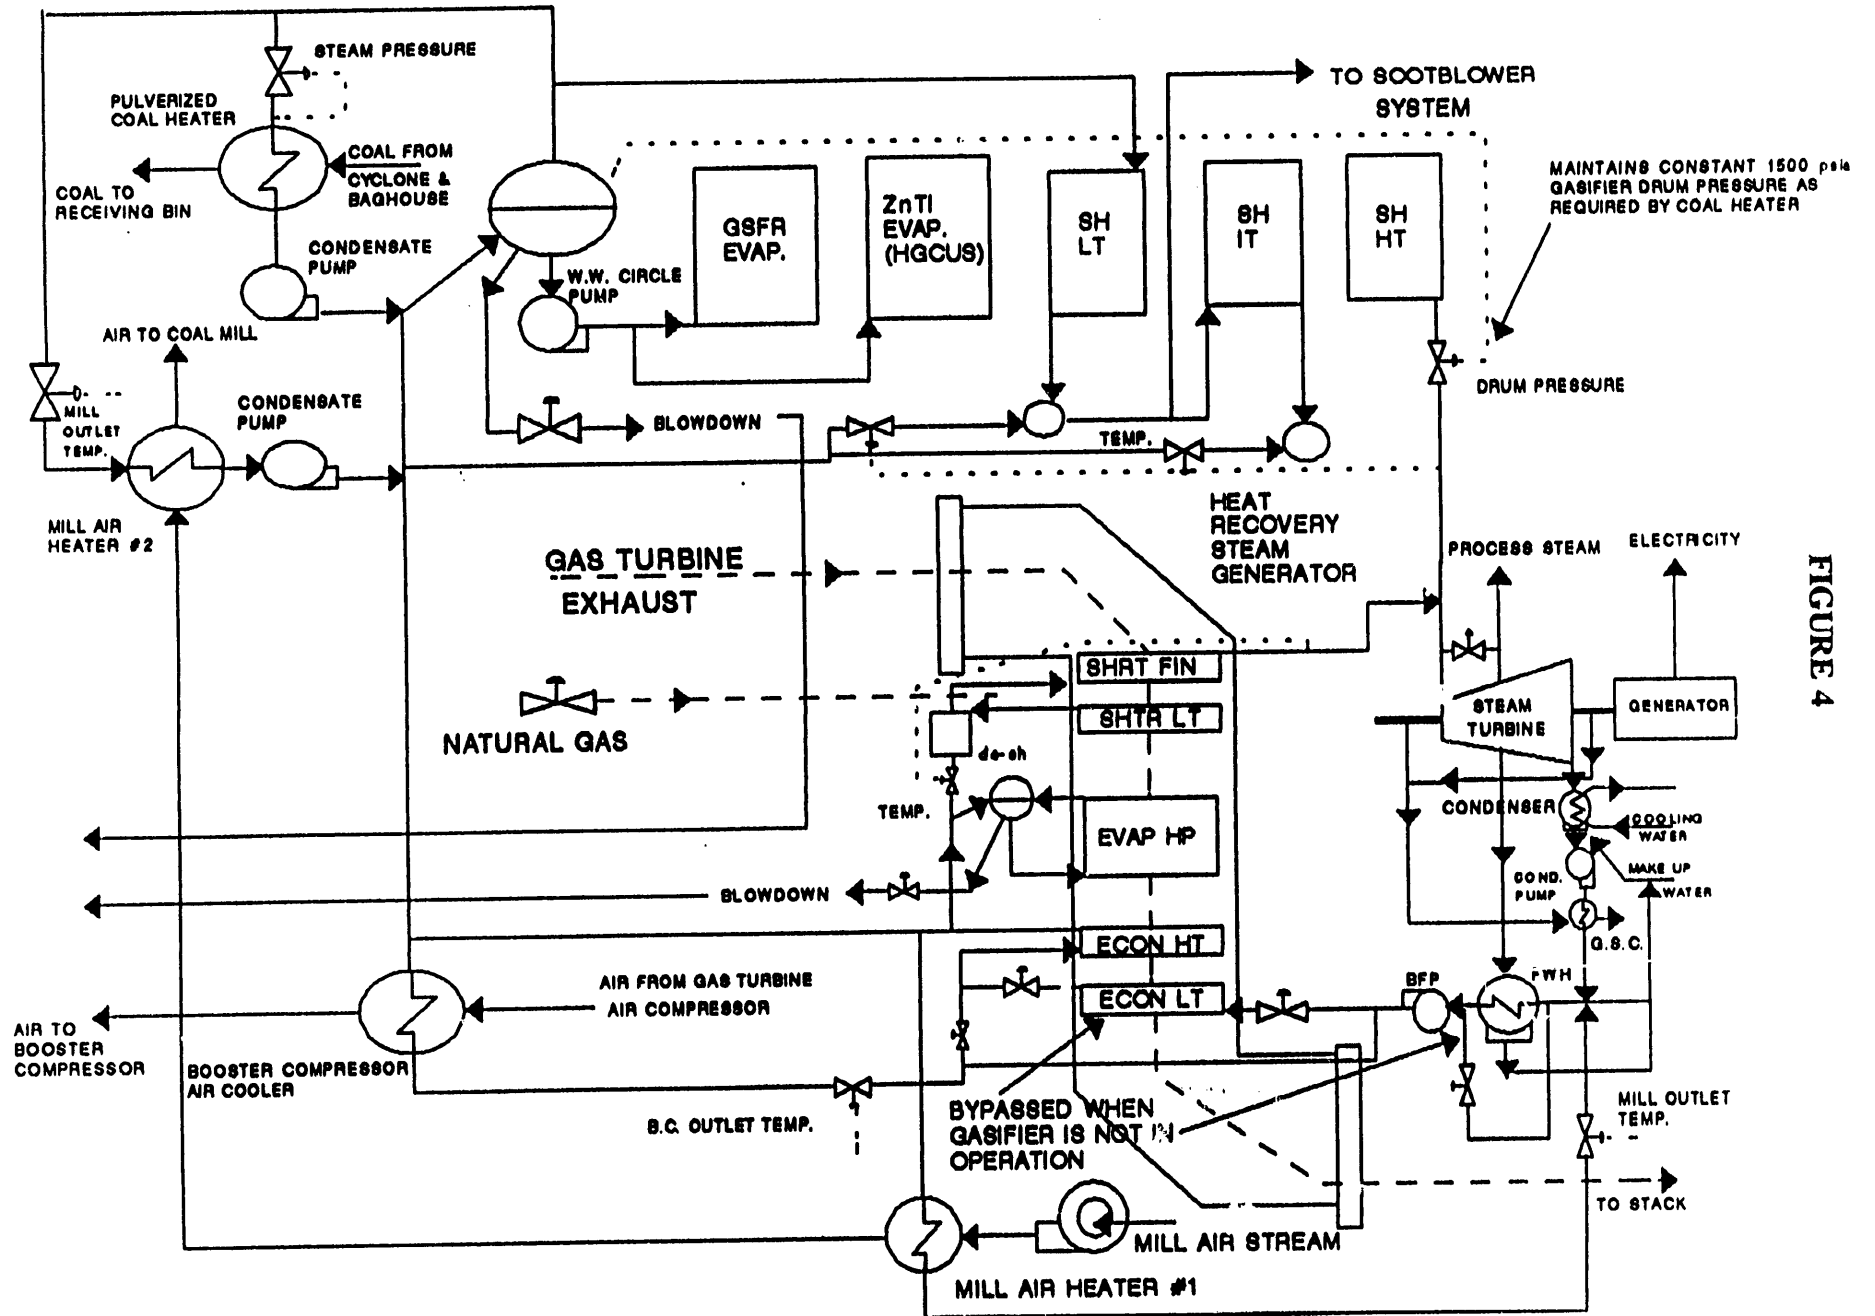 STEAM PRESSURE
TO SOOTBLOWER
SYSTEM
PULVERIZED
COAL HEATER
COAL FROM
CYCLONE &
BAGHOUSE
COAL TO
RECEIVING BIN
MAINTAINS CONSTANT 1500 psia
GASIFIER DRUM PRESSURE AS
REQUIRED BY COAL HEATER
GSFR
EVAP.
ZnTi
EVAP.
(HGCUS)
SH
LT
SH
IT
SH
HT
CONDENSATE
PUMP
W.W. CIRCLE
PUMP
AIR TO COAL MILL
DRUM PRESSURE
MILL
OUTLET
TEMP.
CONDENSATE
PUMP
BLOWDOWN
TEMP.
MILL AIR
HEATER #2
HEAT
RECOVERY
STEAM
GENERATOR
GAS TURBINE
EXHAUST
PROCESS STEAM
ELECTRICITY
FIGURE 4
SHRT FIN
SHTR LT
NATURAL GAS
de-sh
STEAM
TURBINE
GENERATOR
TEMP.
EVAP HP
CONDENSER
COOLING
WATER
COND.
PUMP
MAKE UP
WATER
BLOWDOWN
G.S.C.
ECON HT
ECON LT
BFP
FWH
AIR FROM GAS TURBINE
AIR COMPRESSOR
AIR TO
BOOSTER
COMPRESSOR
BOOSTER COMPRESSOR
AIR COOLER
B.C. OUTLET TEMP.
BYPASSED WHEN
GASIFIER IS NOT IN
OPERATION
MILL OUTLET
TEMP.
TO STACK
MILL AIR STREAM
MILL AIR HEATER #1